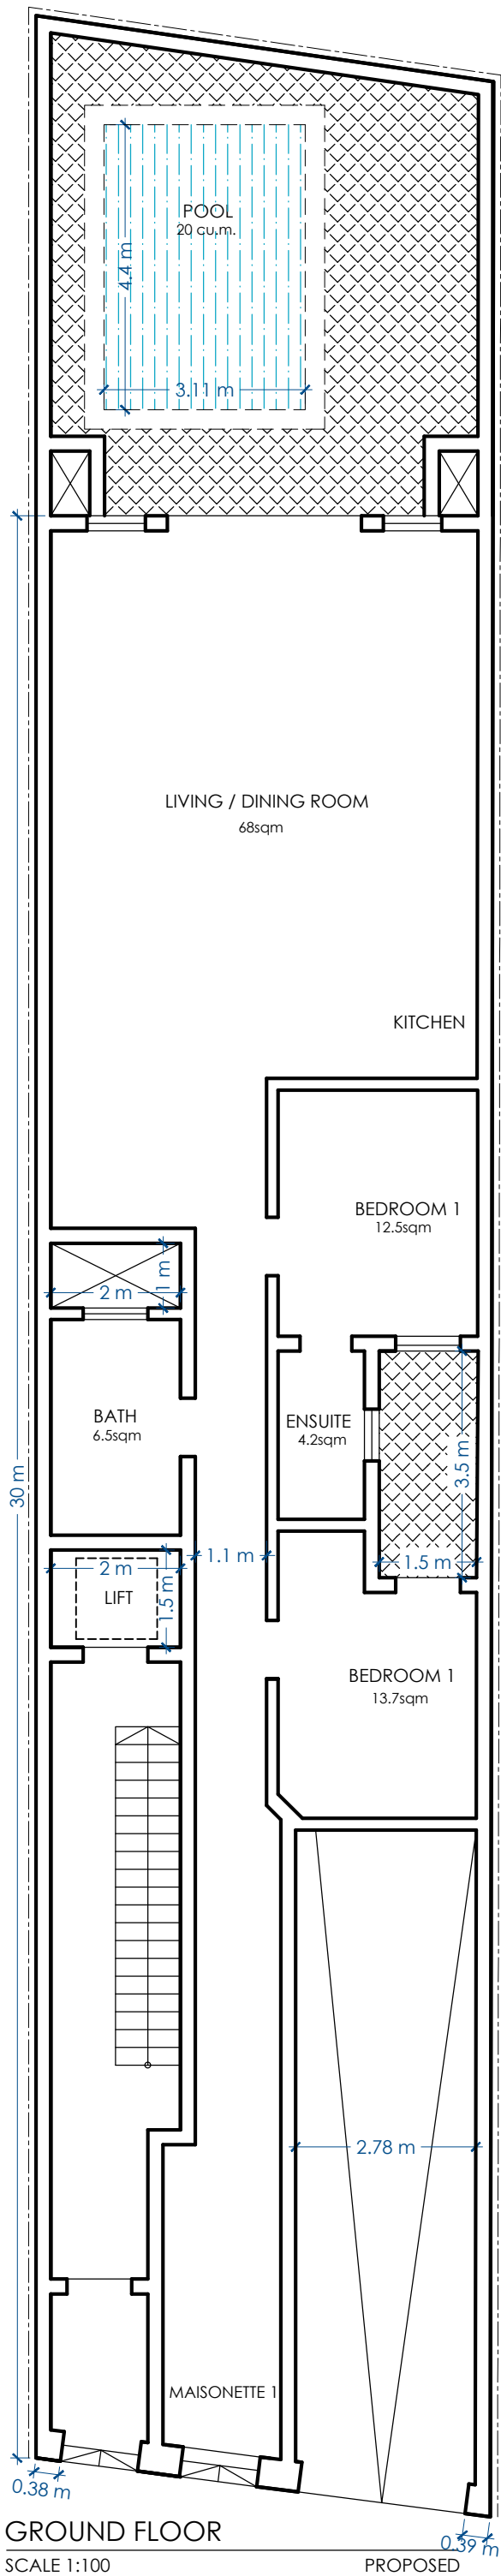 POOL
20 cu.m.
4.4 m
3.11 m
LIVING / DINING ROOM
68sqm
KITCHEN
BEDROOM 1
12.5sqm
1 m
2 m
BATH
6.5sqm
ENSUITE
4.2sqm
3.5 m
30 m
1.1 m
1.5 m
2 m
1.5 m
LIFT
BEDROOM 1
13.7sqm
2.78 m
MAISONETTE 1
0.38 m
0.39 m
GROUND FLOOR
SCALE 1:100
PROPOSED